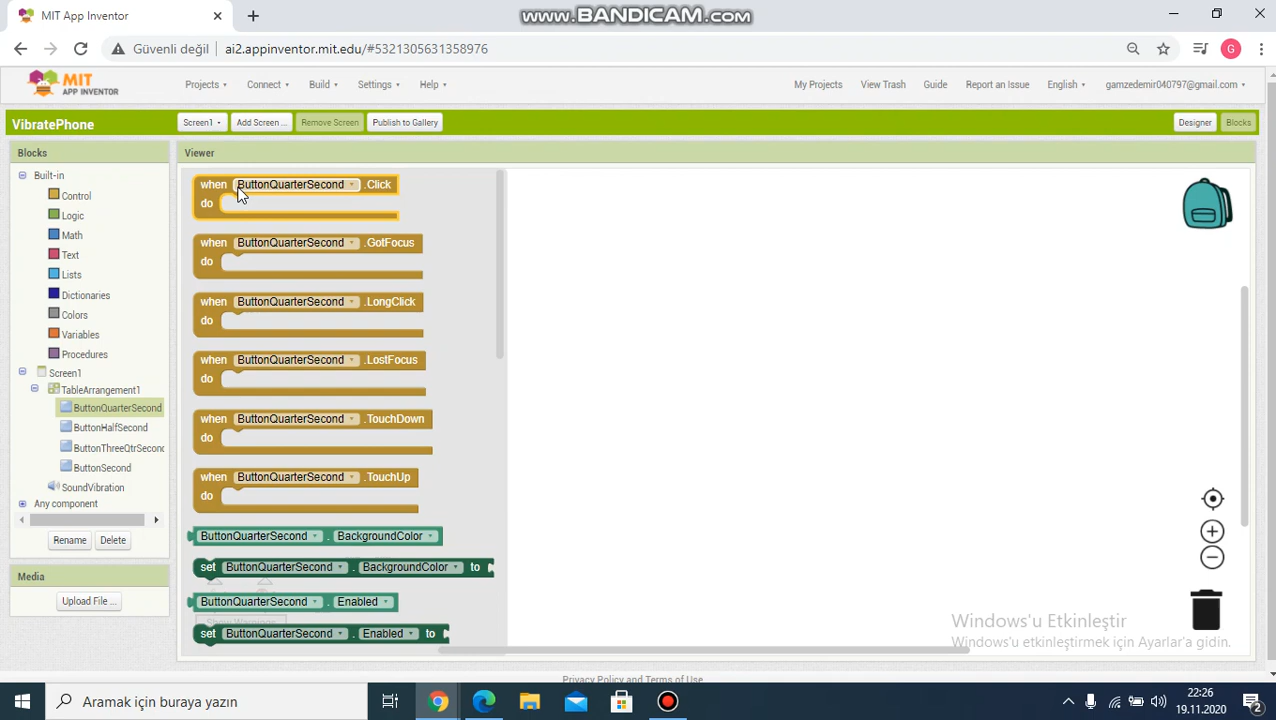 www.BANDICAM.com
MIT App Inventor
Güvenli değil
ai2.appinventor.mit.edu/#5321305631358976
G
MIT
APP INVENTOR
Projects
Connect
Build
Settings
Help
My Projects
View Trash
Guide
Report an Issue
English
gamzedemir040797@gmail.com
VibratePhone
Screen1
Add Screen ...
Remove Screen
Publish to Gallery
Designer
Blocks
Blocks
Built-in
Control
Logic
Math
Text
Lists
Dictionaries
Colors
Variables
Procedures
Screen1
TableArrangement1
ButtonQuarterSecond
ButtonHalfSecond
ButtonThreeQtrSecond
ButtonSecond
SoundVibration
Any component
Rename
Delete
Media
Upload File ...
Viewer
when ButtonQuarterSecond .Click
do
when ButtonQuarterSecond .GotFocus
do
when ButtonQuarterSecond .LongClick
do
when ButtonQuarterSecond .LostFocus
do
when ButtonQuarterSecond .TouchDown
do
when ButtonQuarterSecond .TouchUp
do
ButtonQuarterSecond . BackgroundColor
set ButtonQuarterSecond . BackgroundColor to
ButtonQuarterSecond . Enabled
Show Warnings
set ButtonQuarterSecond . Enabled to
Windows'u Etkinleştir
Windows'u etkinleştirmek için Ayarlar'a gidin.
Privacy Policy and Terms of Use
Aramak için buraya yazın
22:26
19.11.2020
2